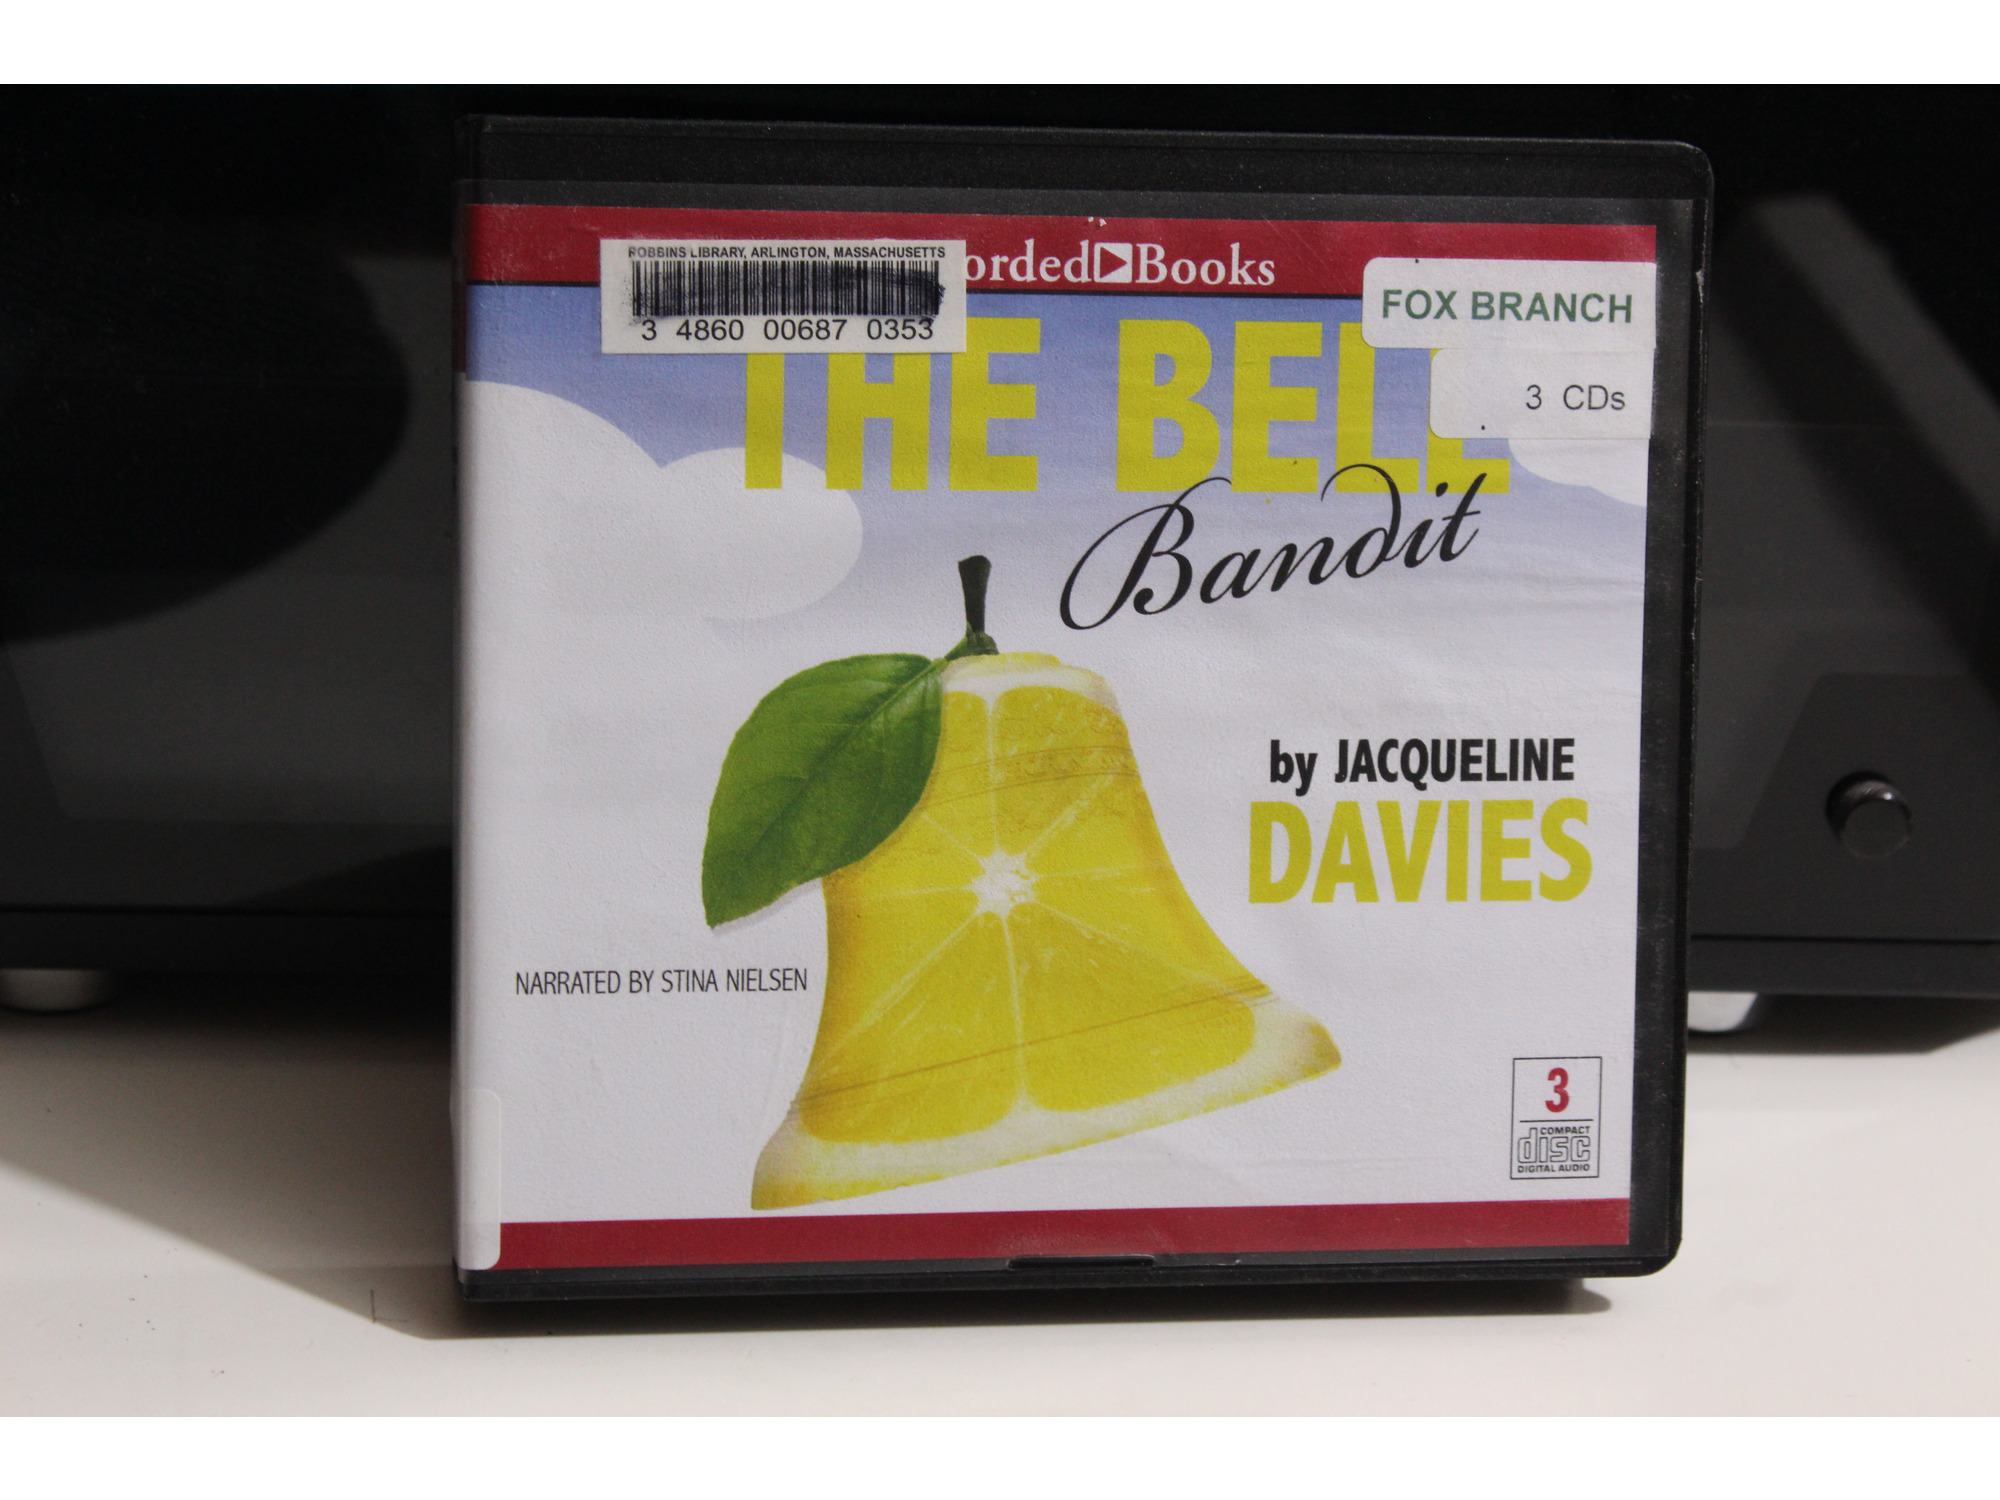 ROBBINS LIBRARY, ARLINGTON, MASSACHUSETTS
3 4860 00687 0353
orded Books
FOX BRANCH
3 CDs
THE BELL
Bandit
by JACQUELINE
DAVIES
NARRATED BY STINA NIELSEN
3
COMPACT
disc
DIGITAL AUDIO